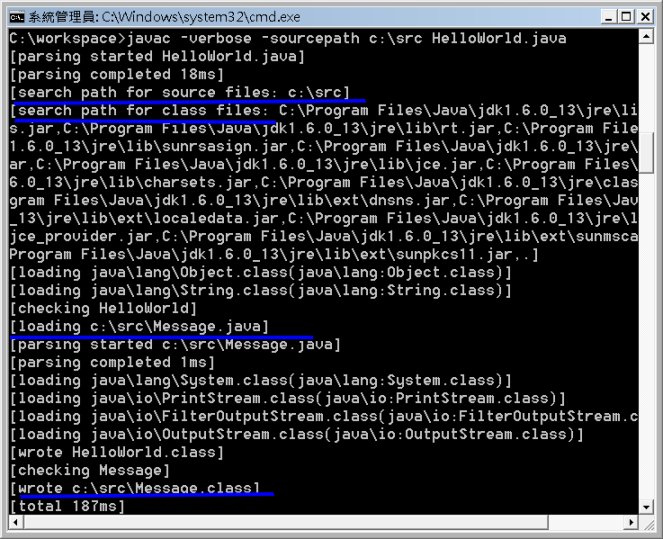 系統管理員: C:\Windows\system32\cmd.exe
C:\workspace>javac -verbose -sourcepath c:\src HelloWorld.java
[parsing started HelloWorld.java]
[parsing completed 18ms]
[search path for source files: c:\src]
[search path for class files: C:\Program Files\Java\jdk1.6.0_13\jre\li
s.jar,C:\Program Files\Java\jdk1.6.0_13\jre\lib\rt.jar,C:\Program File
1.6.0_13\jre\lib\sunrsasign.jar,C:\Program Files\Java\jdk1.6.0_13\jre\
ar,C:\Program Files\Java\jdk1.6.0_13\jre\lib\jce.jar,C:\Program Files\
6.0_13\jre\lib\charsets.jar,C:\Program Files\Java\jdk1.6.0_13\jre\clas
gram Files\Java\jdk1.6.0_13\jre\lib\ext\dnsns.jar,C:\Program Files\Jav
_13\jre\lib\ext\localedata.jar,C:\Program Files\Java\jdk1.6.0_13\jre\l
jce_provider.jar,C:\Program Files\Java\jdk1.6.0_13\jre\lib\ext\sunmsca
Program Files\Java\jdk1.6.0_13\jre\lib\ext\sunpkcs11.jar,.]
[loading java\lang\Object.class(java\lang:Object.class)]
[loading java\lang\String.class(java\lang:String.class)]
[checking HelloWorld]
[loading c:\src\Message.java]
[parsing started c:\src\Message.java]
[parsing completed 1ms]
[loading java\lang\System.class(java\lang:System.class)]
[loading java\io\PrintStream.class(java\io:PrintStream.class)]
[loading java\io\FilterOutputStream.class(java\io:FilterOutputStream.c
[loading java\io\OutputStream.class(java\io:OutputStream.class)]
[wrote HelloWorld.class]
[checking Message]
[wrote c:\src\Message.class]
[total 187ms]